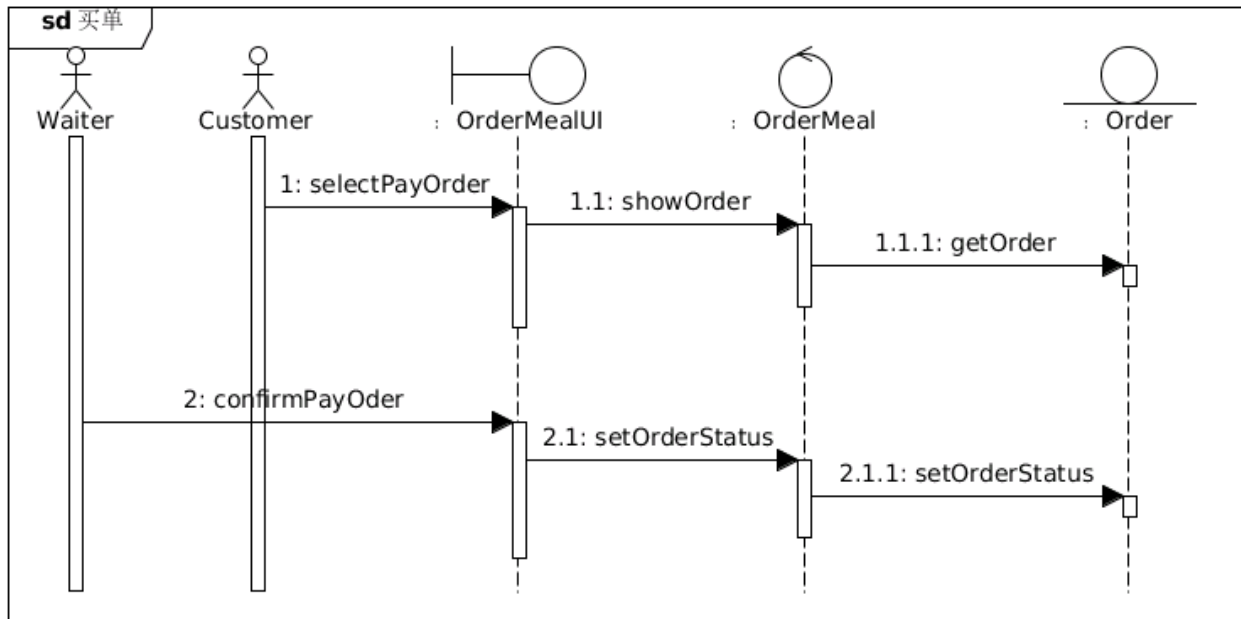 sd 买单
Waiter
Customer
: OrderMealUI
: OrderMeal
: Order
1: selectPayOrder
1.1: showOrder
1.1.1: getOrder
2: confirmPayOder
2.1: setOrderStatus
2.1.1: setOrderStatus